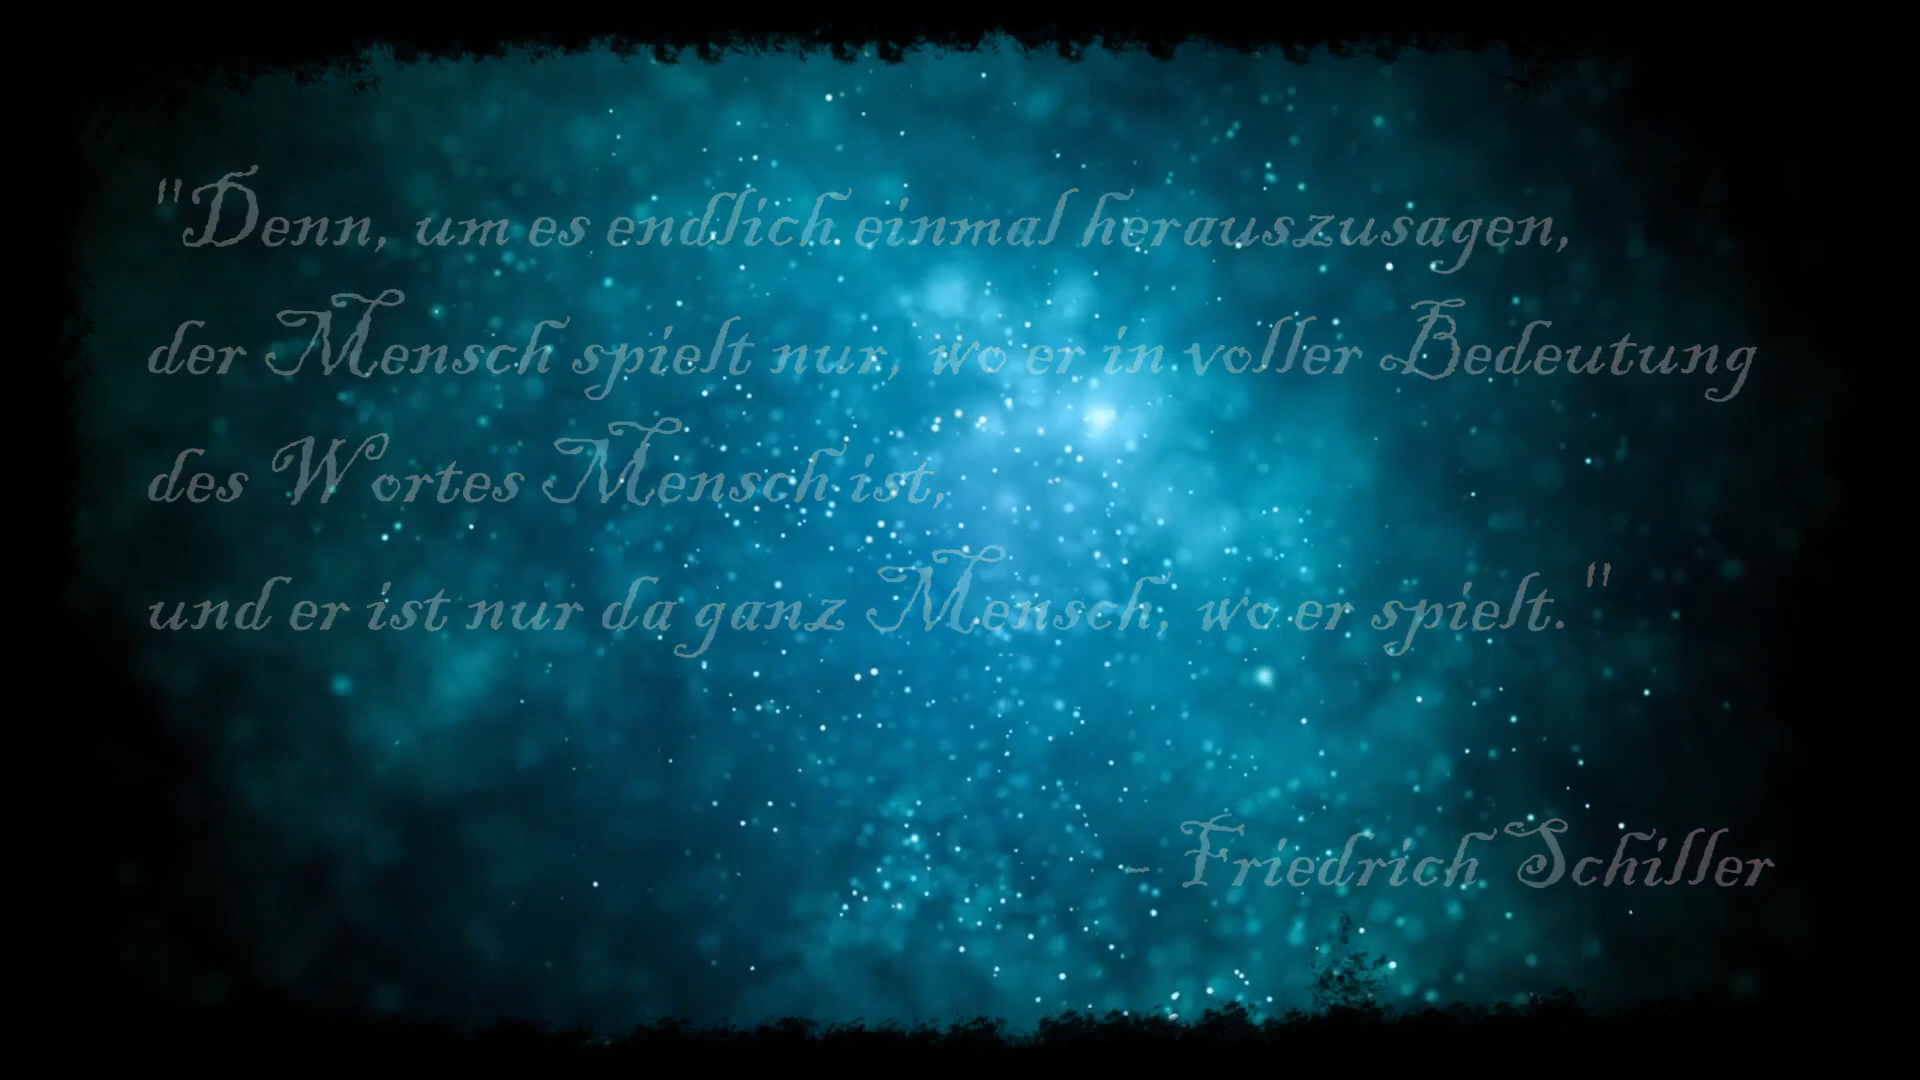 "Denn, um es endlich einmal herauszusagen,
der Mensch spielt nur, wo er in voller Bedeutung
des Wortes Mensch ist,
und er ist nur da ganz Mensch, wo er spielt."
- Friedrich Schiller